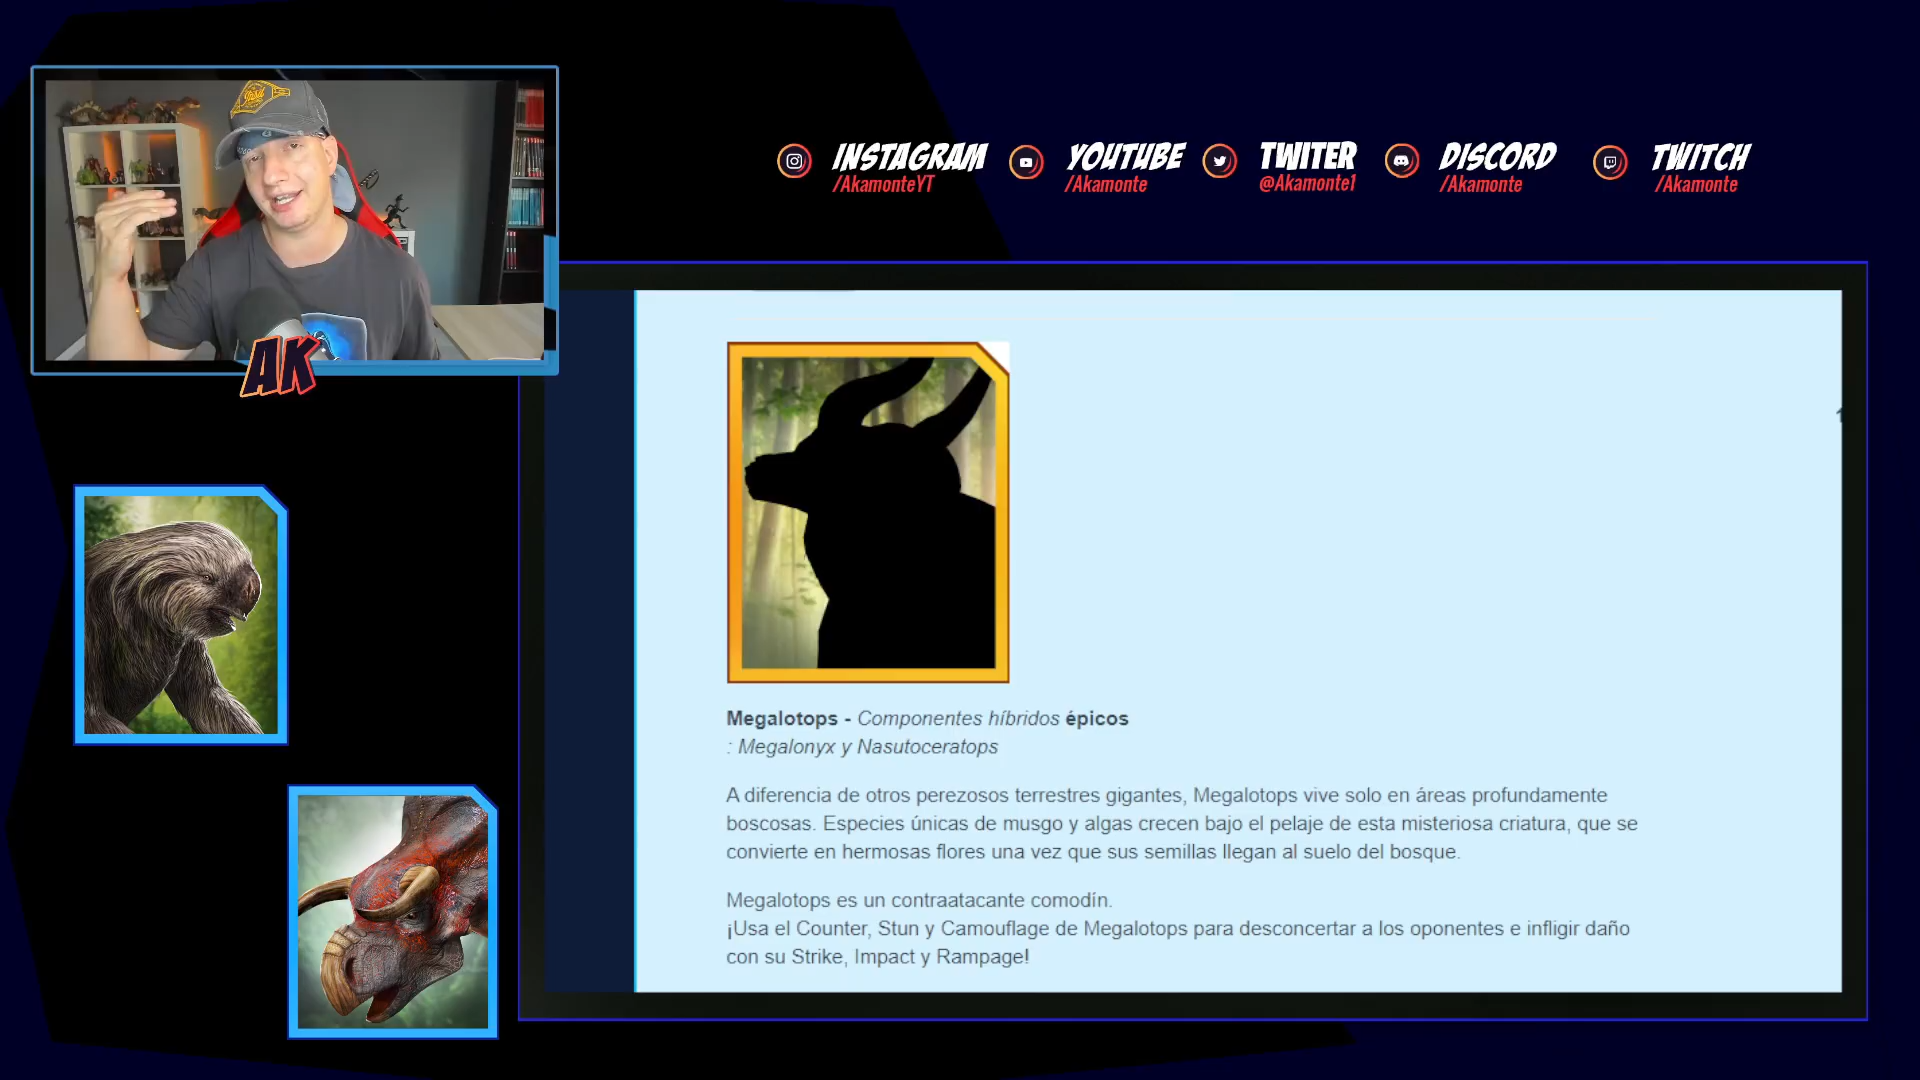 INSTAGRAM
/AkamonteYT
YOUTUBE
/Akamonte
TWITER
@Akamonte1
DISCORD
/Akamonte
TWITCH
/Akamonte
AK
Megalotops - Componentes híbridos épicos
: Megalonyx y Nasutoceratops
A diferencia de otros perezosos terrestres gigantes, Megalotops vive solo en áreas profundamente
boscosas. Especies únicas de musgo y algas crecen bajo el pelaje de esta misteriosa criatura, que se
convierte en hermosas flores una vez que sus semillas llegan al suelo del bosque.
Megalotops es un contraatacante comodín.
¡Usa el Counter, Stun y Camouflage de Megalotops para desconcertar a los oponentes e infligir daño
con su Strike, Impact y Rampage!